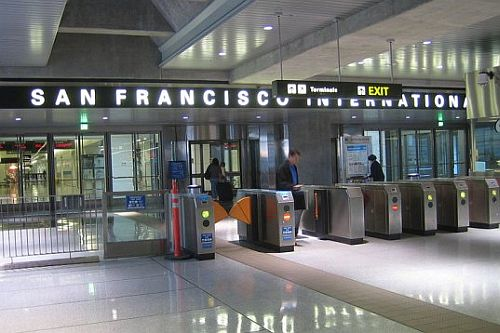 Terminals EXIT
SAN FRANCISCO INTERNATIONA